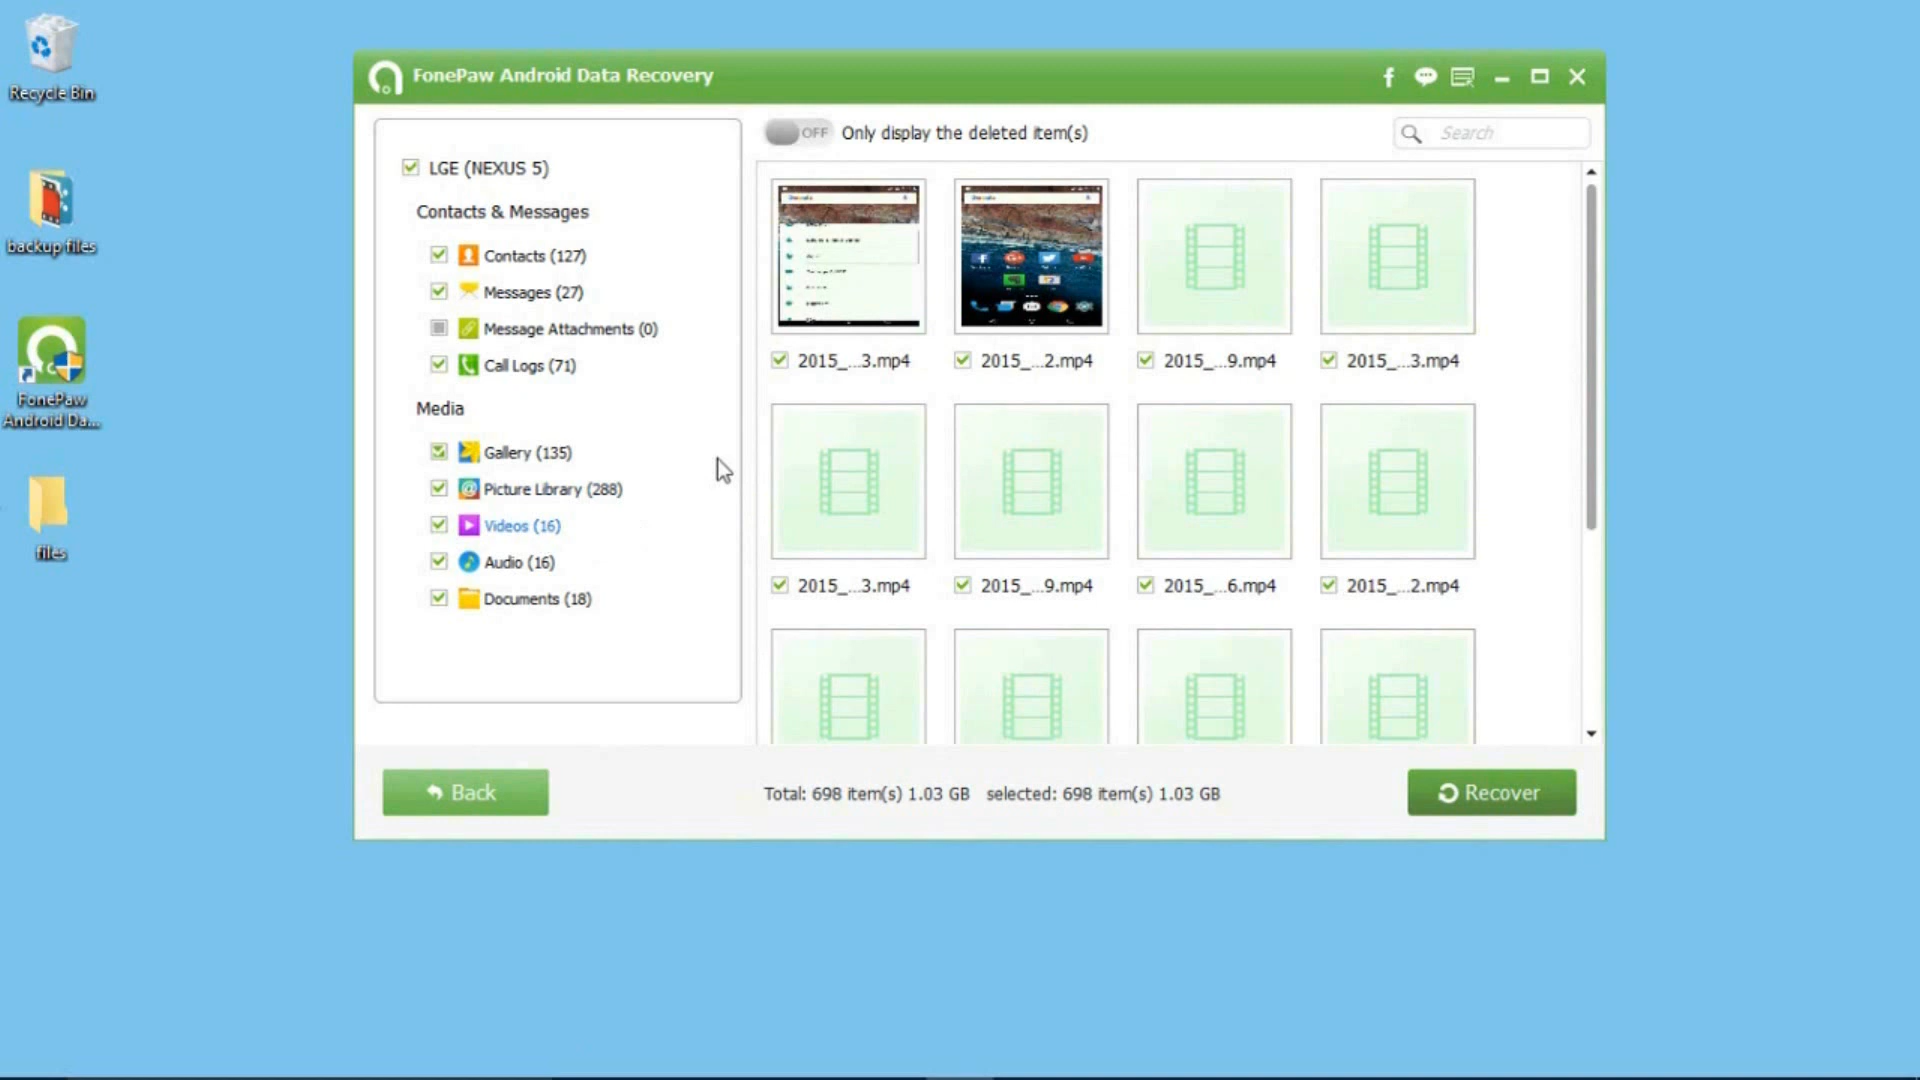 Recycle Bin
backup files
FonePaw
Android Da...
files
FonePaw Android Data Recovery
LGE (NEXUS 5)
Contacts & Messages
Contacts (127)
Messages (27)
Message Attachments (0)
Call Logs (71)
Media
Gallery (135)
Picture Library (288)
Videos (16)
Audio (16)
Documents (18)
OFF Only display the deleted item(s)
Search
2015_...3.mp4 2015_...2.mp4 2015_...9.mp4 2015_...3.mp4
2015_...3.mp4 2015_...9.mp4 2015_...6.mp4 2015_...2.mp4
Back
Total: 698 item(s) 1.03 GB selected: 698 item(s) 1.03 GB
Recover